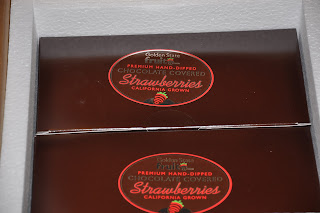 Golden State
fruit
PREMIUM HAND-DIPPED
CHOCOLATE COVERED
Strawberries
CALIFORNIA GROWN
Golden State
fruit
PREMIUM HAND-DIPPED
CHOCOLATE COVERED
Strawberries
CALIFORNIA GROWN